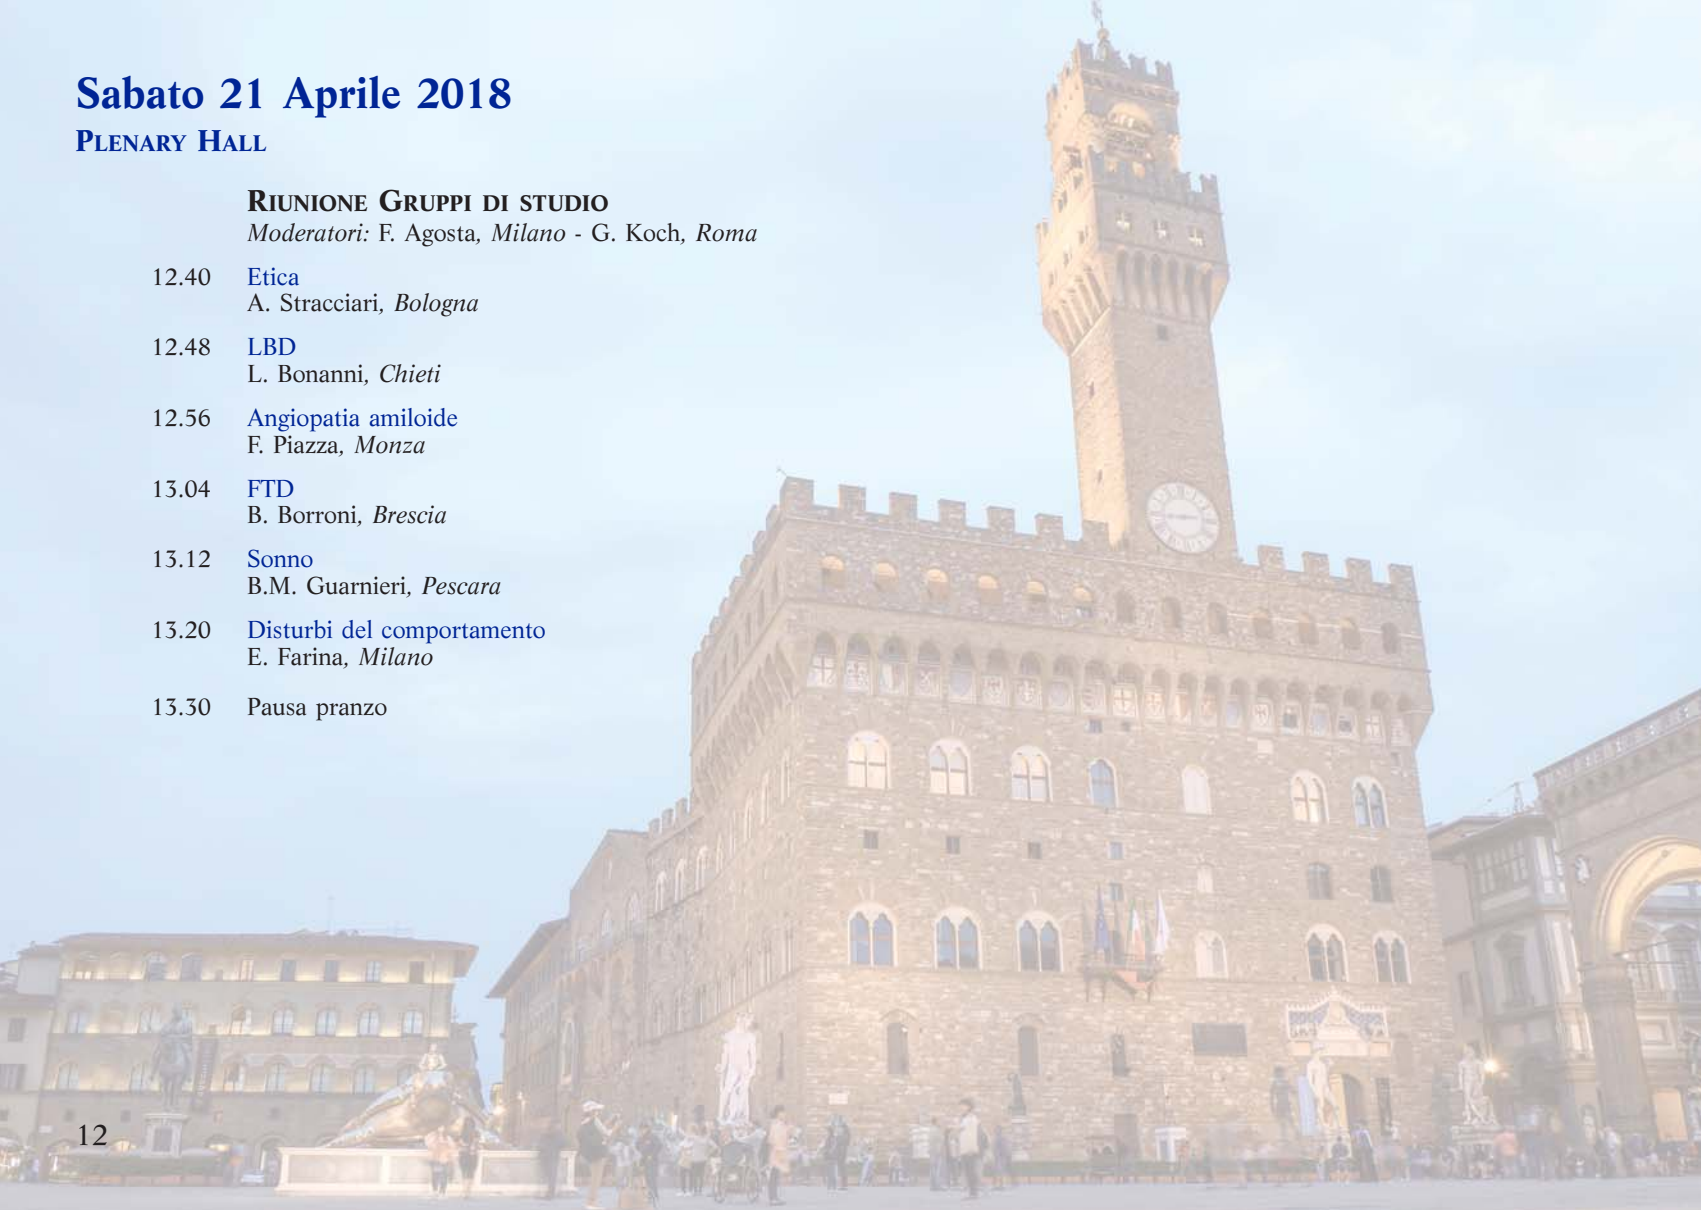 Sabato 21 Aprile 2018
PLENARY HALL
RIUNIONE GRUPPI DI STUDIO
Moderatori: F. Agosta, Milano - G. Koch, Roma
12.40 Etica
A. Stracciari, Bologna
12.48 LBD
L. Bonanni, Chieti
12.56 Angiopatia amiloide
F. Piazza, Monza
13.04 FTD
B. Borroni, Brescia
13.12 Sonno
B.M. Guarnieri, Pescara
13.20 Disturbi del comportamento
E. Farina, Milano
13.30 Pausa pranzo
12